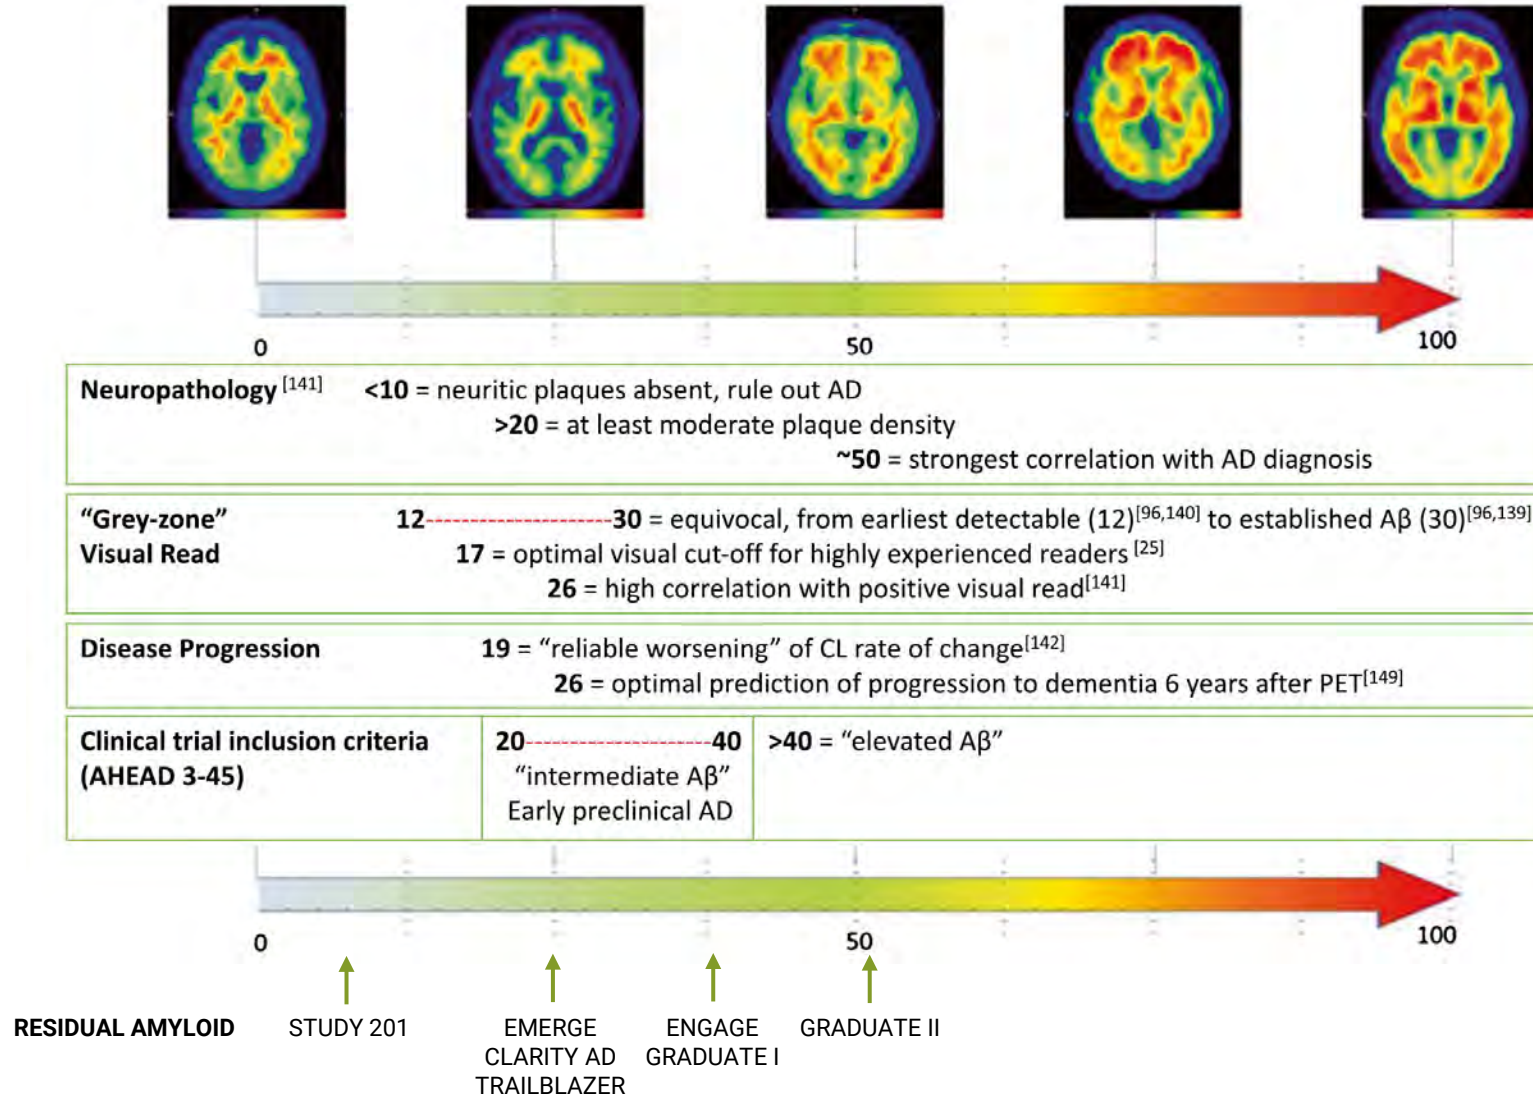 0 50 100
Neuropathology [141] <10 = neuritic plaques absent, rule out AD
>20 = at least moderate plaque density
~50 = strongest correlation with AD diagnosis
"Grey-zone" 12--------------------30 = equivocal, from earliest detectable (12)[96,140] to established Aβ (30)[96,139]
Visual Read 17 = optimal visual cut-off for highly experienced readers [25]
26 = high correlation with positive visual read[141]
Disease Progression 19 = "reliable worsening" of CL rate of change[142]
26 = optimal prediction of progression to dementia 6 years after PET[149]
Clinical trial inclusion criteria 20--------------------40 >40 = "elevated Aβ"
(AHEAD 3-45) "intermediate Aβ"
Early preclinical AD
0 50 100
RESIDUAL AMYLOID STUDY 201 EMERGE ENGAGE GRADUATE II
CLARITY AD GRADUATE I
TRAILBLAZER